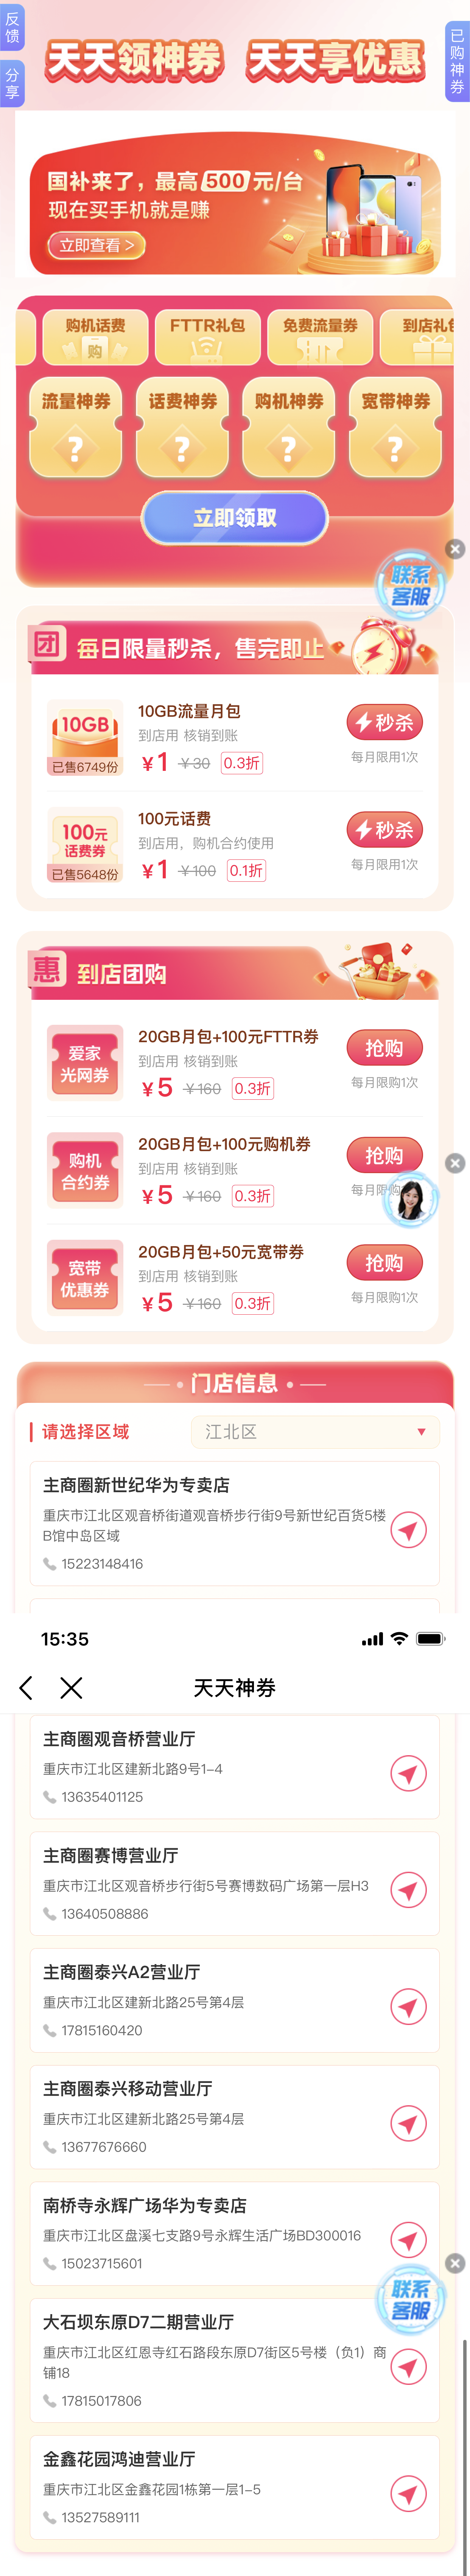 反馈
分享
已购神券
天天领神券 天天享优惠
国补来了，最高500元/台
现在买手机就是赚
立即查看 >
购机话费
购
FTTR礼包
免费流量券
到店礼
流量神券
话费神券
购机神券
宽带神券
?
?
?
?
立即领取
联系
客服
团
每日限量秒杀，售完即止
10GB
已售6749份
10GB流量月包
到店用 核销到账
¥1 ¥30 0.3折
秒杀
每月限用1次
100元
话费券
已售5648份
100元话费
到店用，购机合约使用
¥1 ¥100 0.1折
秒杀
每月限用1次
惠
到店团购
爱家
光网券
20GB月包+100元FTTR券
到店用 核销到账
¥5 ¥160 0.3折
抢购
每月限购1次
购机
合约券
20GB月包+100元购机券
到店用 核销到账
¥5 ¥160 0.3折
抢购
每月限购
宽带
优惠券
20GB月包+50元宽带券
到店用 核销到账
¥5 ¥160 0.3折
抢购
每月限购1次
门店信息
请选择区域
江北区
主商圈新世纪华为专卖店
重庆市江北区观音桥街道观音桥步行街9号新世纪百货5楼
B馆中岛区域
15223148416
15:35
天天神券
主商圈观音桥营业厅
重庆市江北区建新北路9号1-4
13635401125
主商圈赛博营业厅
重庆市江北区观音桥步行街5号赛博数码广场第一层H3
13640508886
主商圈泰兴A2营业厅
重庆市江北区建新北路25号第4层
17815160420
主商圈泰兴移动营业厅
重庆市江北区建新北路25号第4层
13677676660
南桥寺永辉广场华为专卖店
重庆市江北区盘溪七支路9号永辉生活广场BD300016
15023715601
联系
客服
大石坝东原D7二期营业厅
重庆市江北区红恩寺红石路段东原D7街区5号楼（负1）商
铺18
17815017806
金鑫花园鸿迪营业厅
重庆市江北区金鑫花园1栋第一层1-5
13527589111